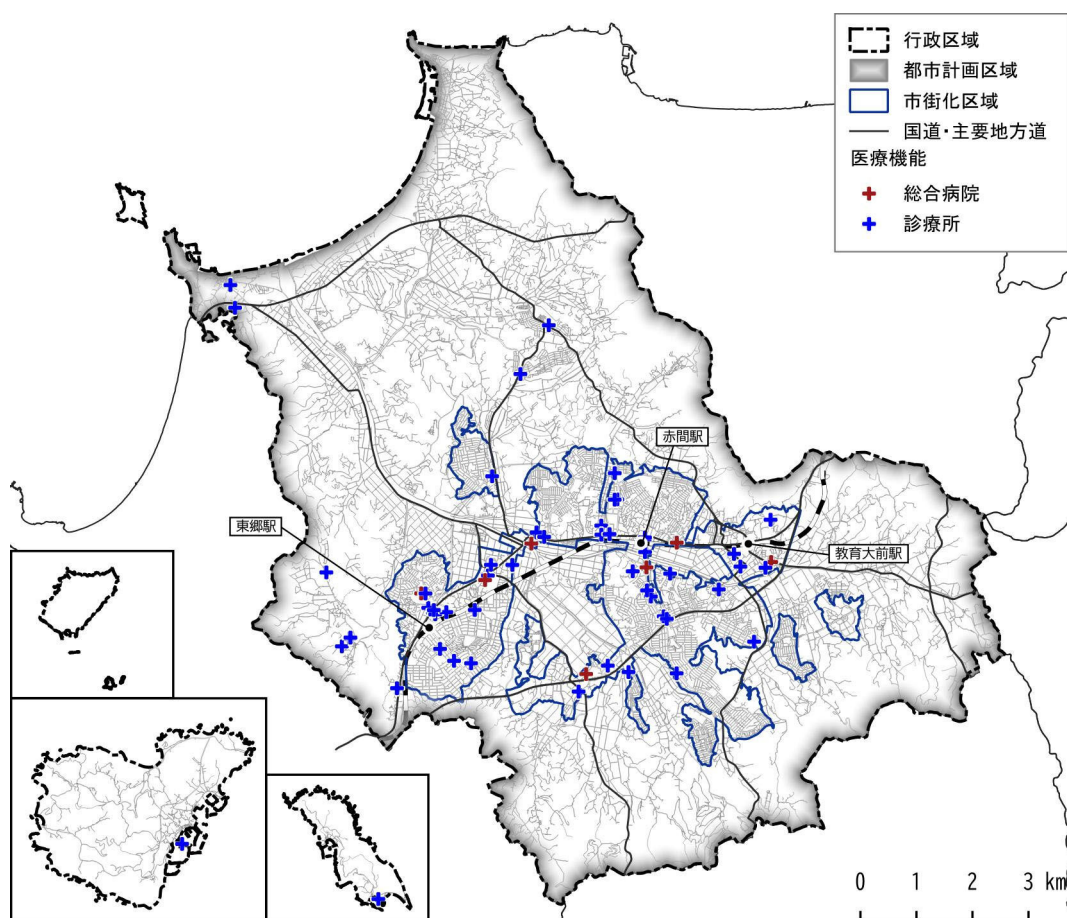 行政区域
都市計画区域
市街化区域
国道・主要地方道
医療機能
総合病院
診療所
赤間駅
東郷駅
教育大前駅
0 1 2 3 km